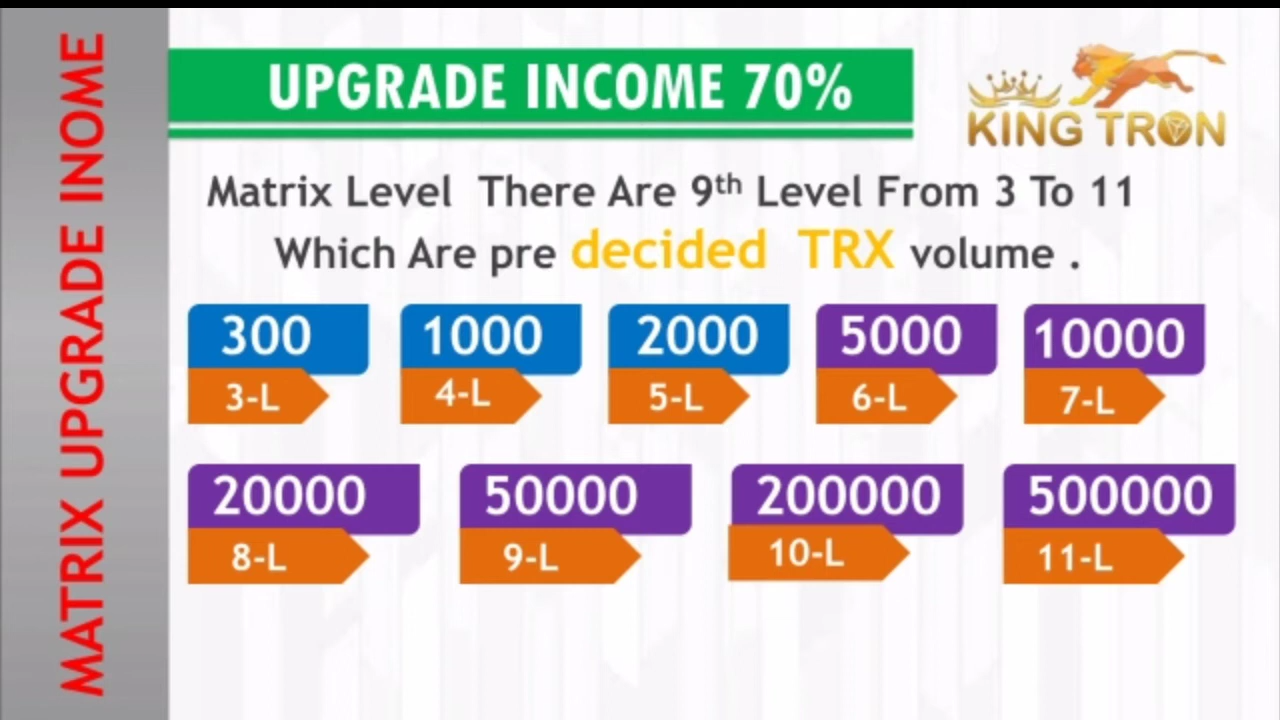 MATRIX UPGRADE INOME
UPGRADE INCOME 70%
KING TRON
Matrix Level There Are 9th Level From 3 To 11
Which Are pre decided TRX volume .
300
1000
2000
5000
10000
3-L
4-L
5-L
6-L
7-L
20000
50000
200000
500000
8-L
9-L
10-L
11-L